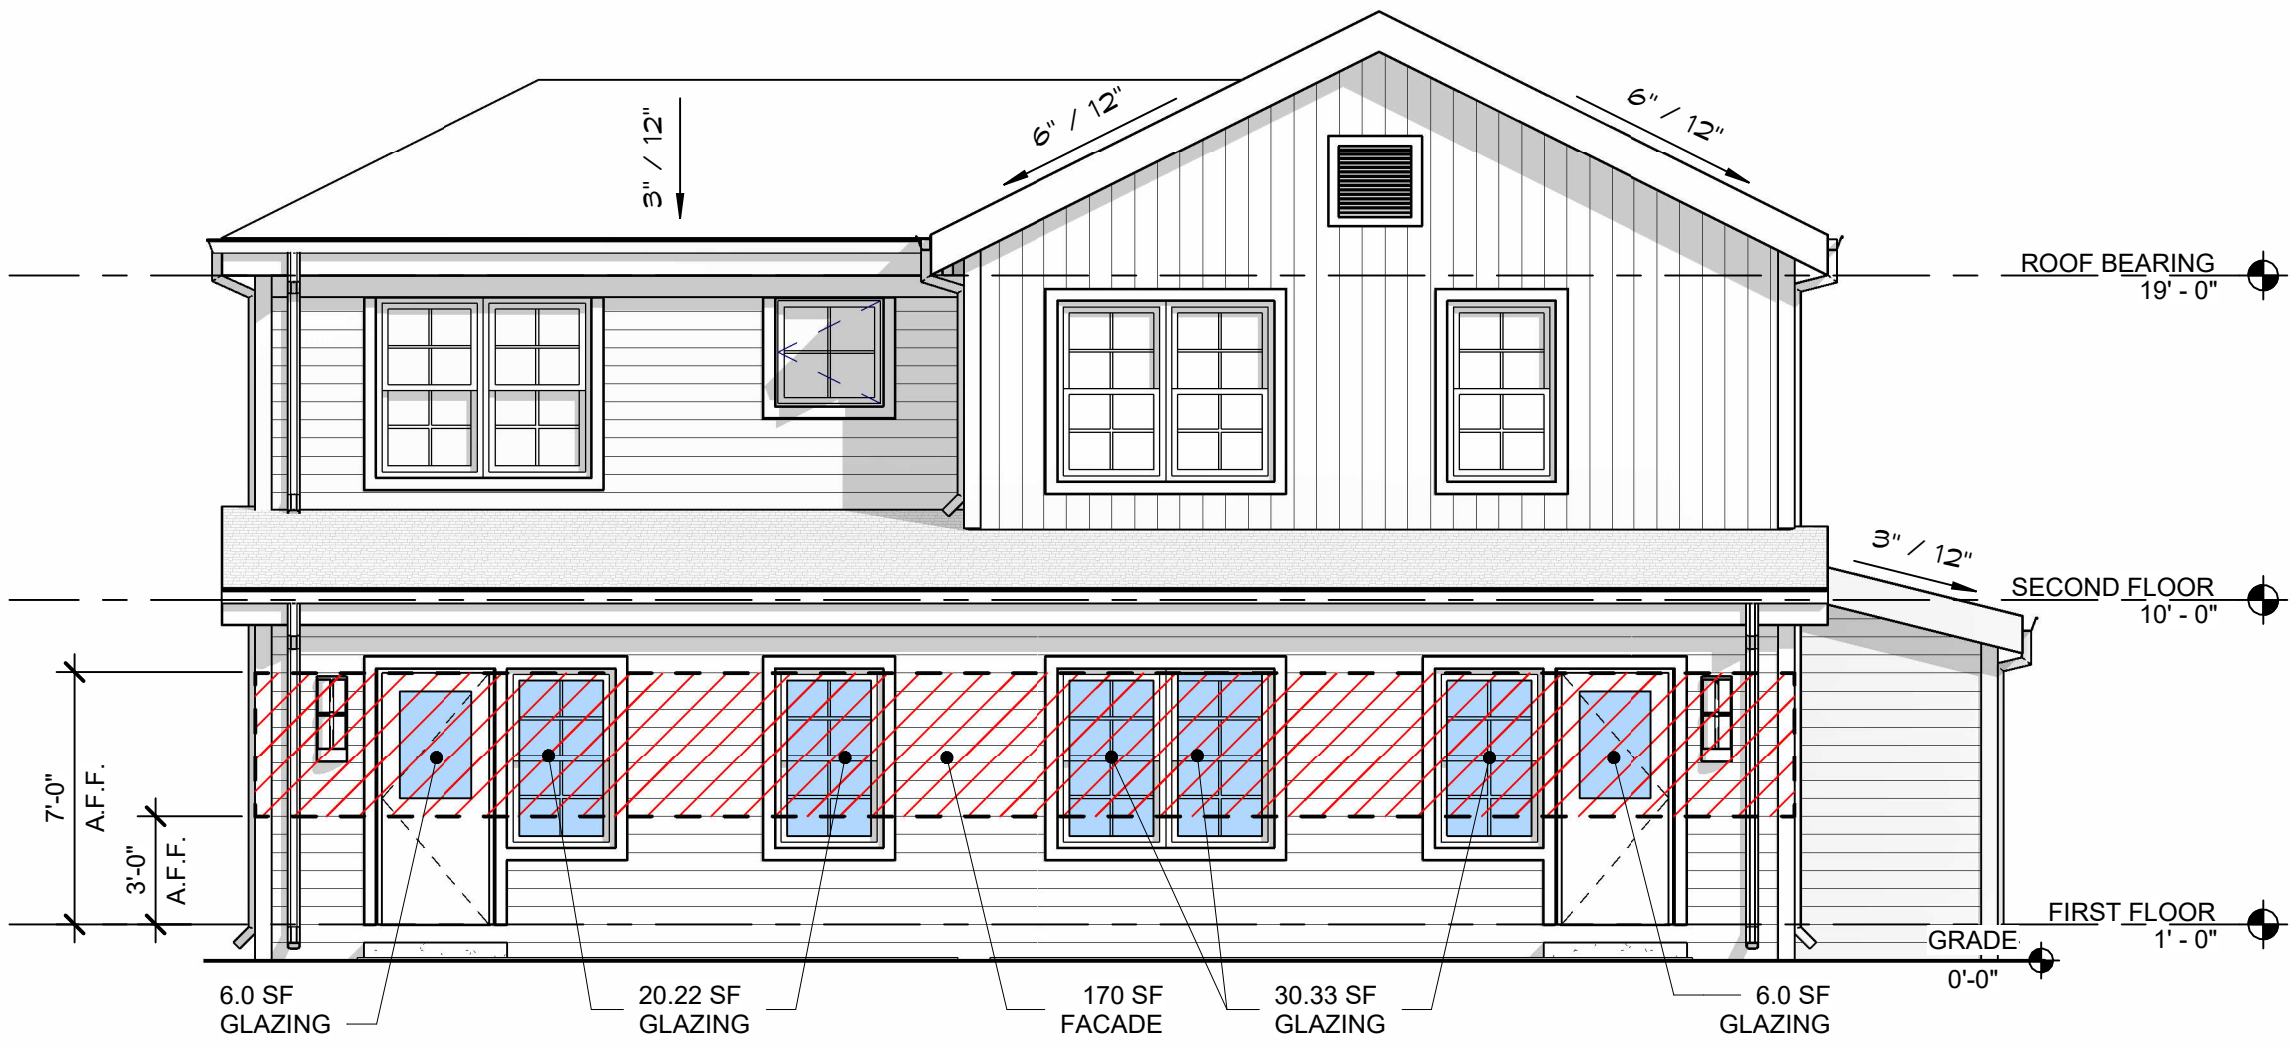 6" / 12"
6" / 12"
3" / 12"
ROOF BEARING
19' - 0"
3" / 12"
SECOND FLOOR
10' - 0"
7'-0"
A.F.F.
3'-0"
A.F.F.
FIRST FLOOR
1' - 0"
GRADE
0'-0"
6.0 SF
GLAZING
20.22 SF
GLAZING
170 SF
FACADE
30.33 SF
GLAZING
6.0 SF
GLAZING